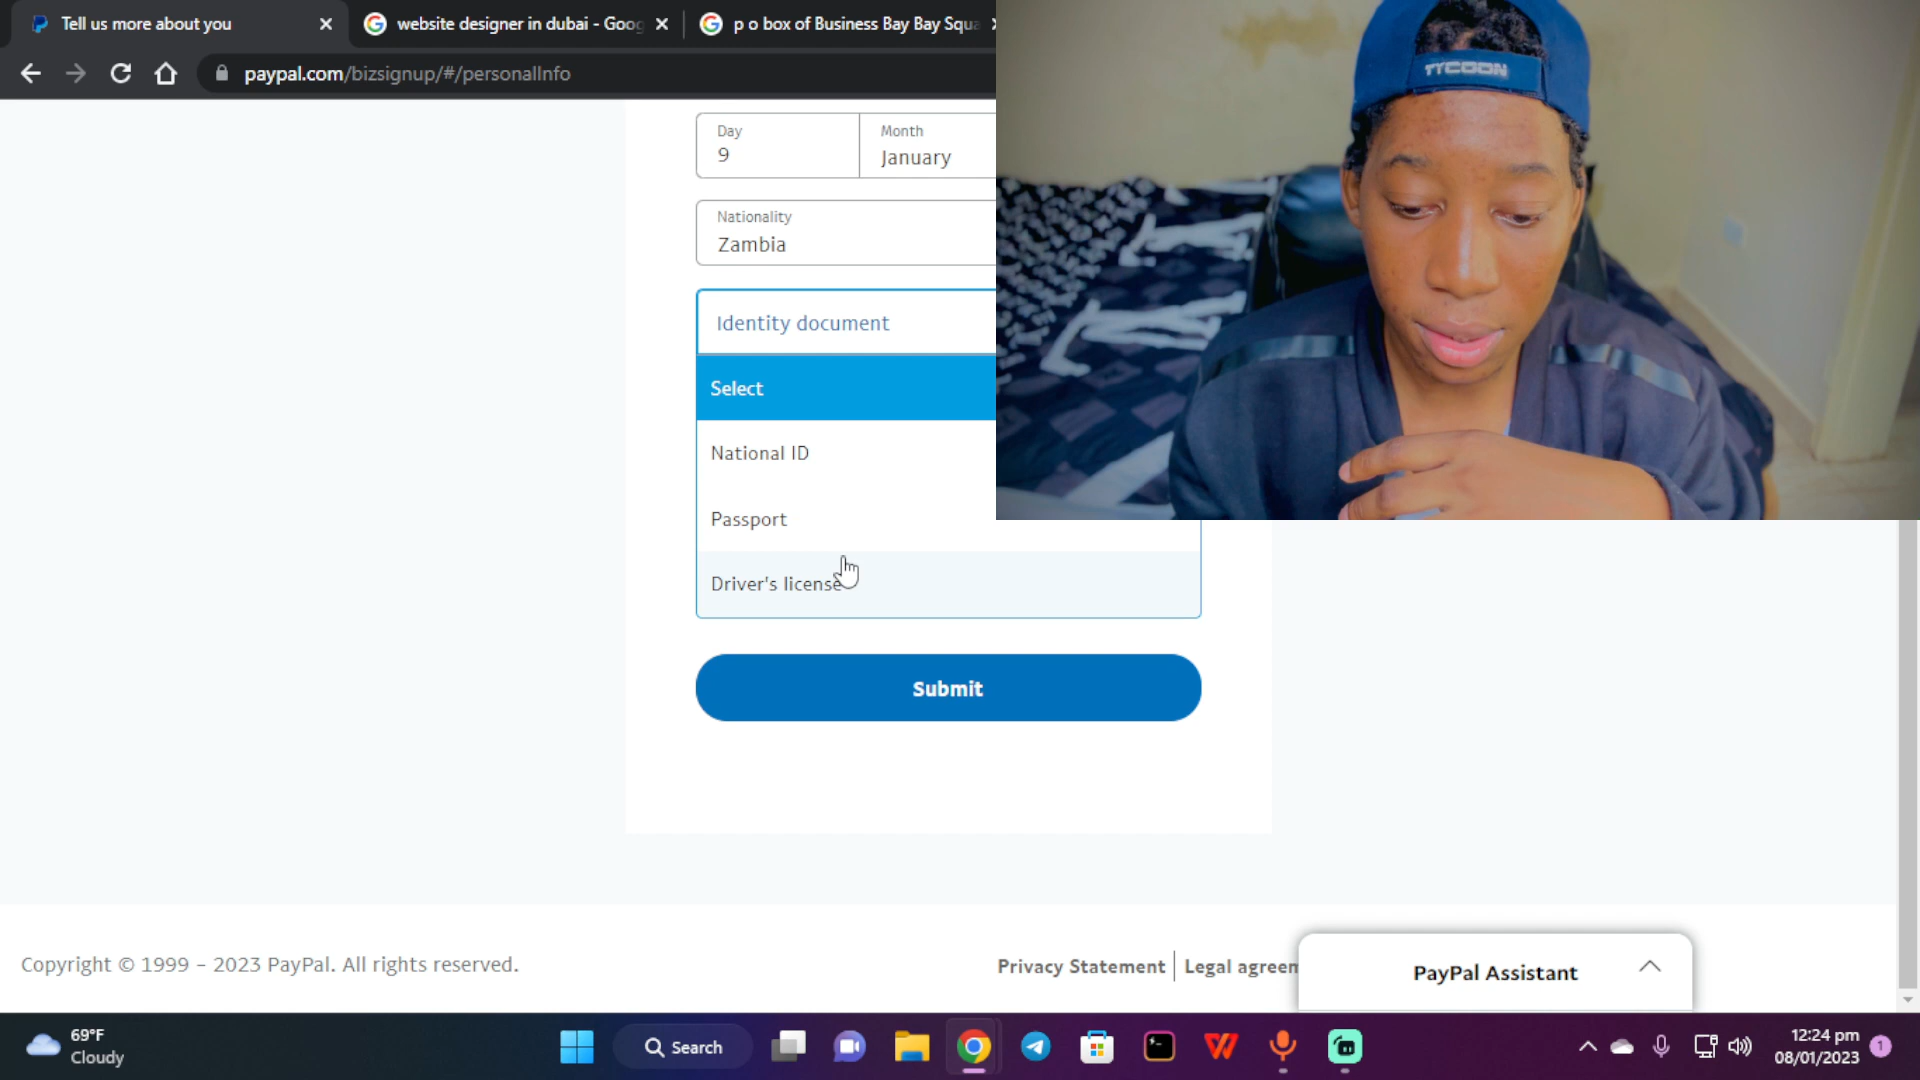 Tell us more about you
website designer in dubai - Goog
p o box of Business Bay Bay Squa
paypal.com/bizsignup/#/personalInfo
TYCOON
Day
9
Month
January
Nationality
Zambia
Identity document
Select
National ID
Passport
Driver's license
Submit
Copyright © 1999 – 2023 PayPal. All rights reserved.
Privacy Statement
Legal agreem
PayPal Assistant
69°F
Cloudy
Search
12:24 pm
08/01/2023
1